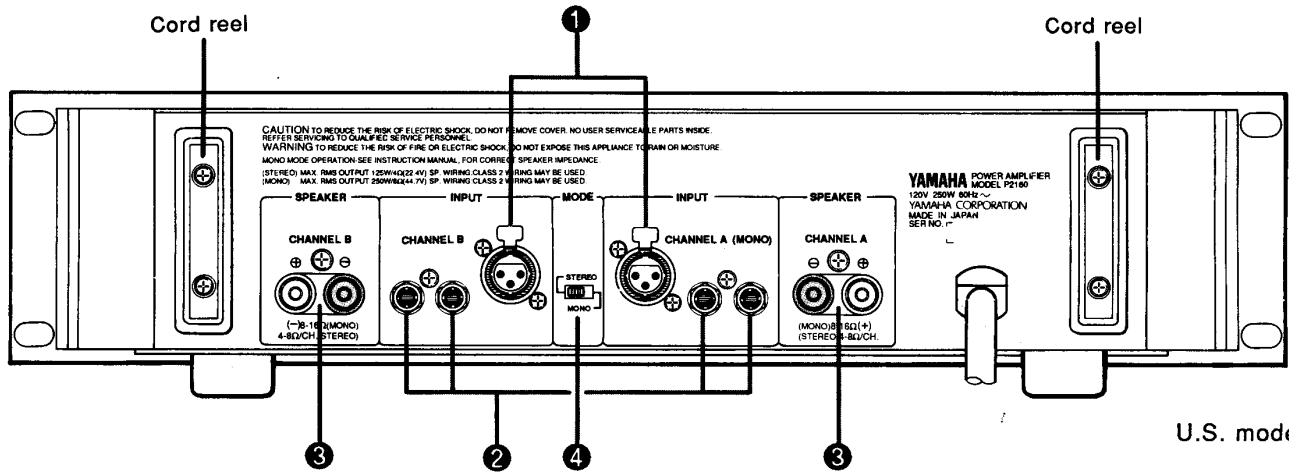 Cord reel
❶
Cord reel
CAUTION TO REDUCE THE RISK OF ELECTRIC SHOCK, DO NOT REMOVE COVER. NO USER SERVICEABLE PARTS INSIDE.
REFFER SERVICING TO QUALIFIED SERVICE PERSONNEL.
WARNING TO REDUCE THE RISK OF FIRE OR ELECTRIC SHOCK, DO NOT EXPOSE THIS APPLIANCE TO RAIN OR MOISTURE.
MONO MODE OPERATION-SEE INSTRUCTION MANUAL, FOR CORRECT SPEAKER IMPEDANCE.
(STEREO) MAX. RMS OUTPUT 125W/4Ω(22.4V) SP. WIRING:CLASS 2 WIRING MAY BE USED.
(MONO) MAX. RMS OUTPUT 250W/8Ω(44.7V) SP. WIRING:CLASS 2 WIRING MAY BE USED.
YAMAHA POWER AMPLIFIER
MODEL P2160
120V 250W 60Hz ~
YAMAHA CORPORATION
MADE IN JAPAN
SER NO.
SPEAKER
INPUT
MODE
INPUT
SPEAKER
CHANNEL B
CHANNEL B
CHANNEL A (MONO)
CHANNEL A
⊕ ⊖
⊖ ⊕
STEREO
MONO
(−)8-16Ω(MONO)
4-8Ω/CH.(STEREO)
(MONO)8-16Ω(+)
(STEREO)4-8Ω/CH.
❸
❷
❹
❸
U.S. mode